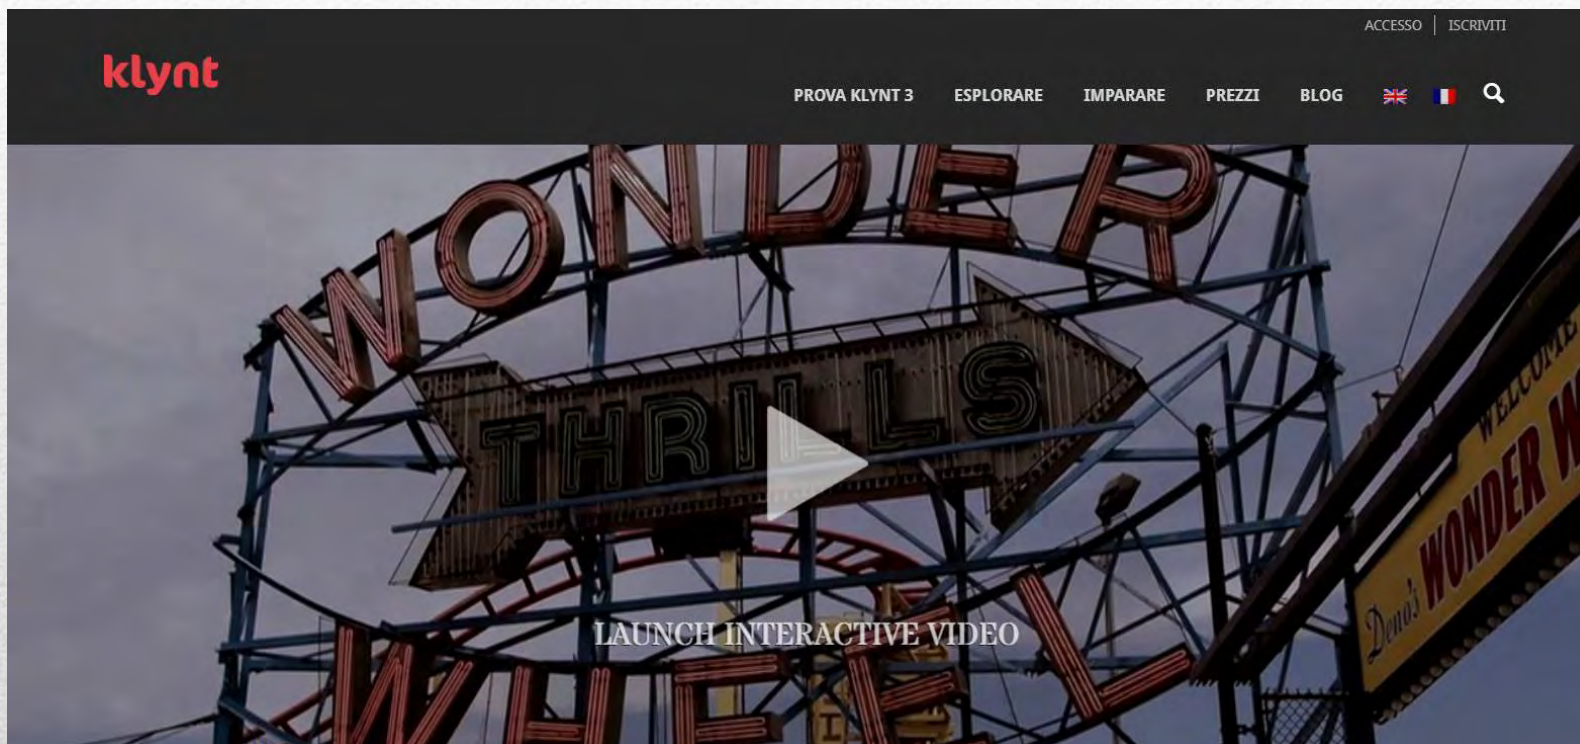 ACCESSO ISCRIVITI
klynt
PROVA KLYNT 3 ESPLORARE IMPARARE PREZZI BLOG
WONDER
THRILLS
WELCOME
WONDER W
Deno's
LAUNCH INTERACTIVE VIDEO
WHEEL